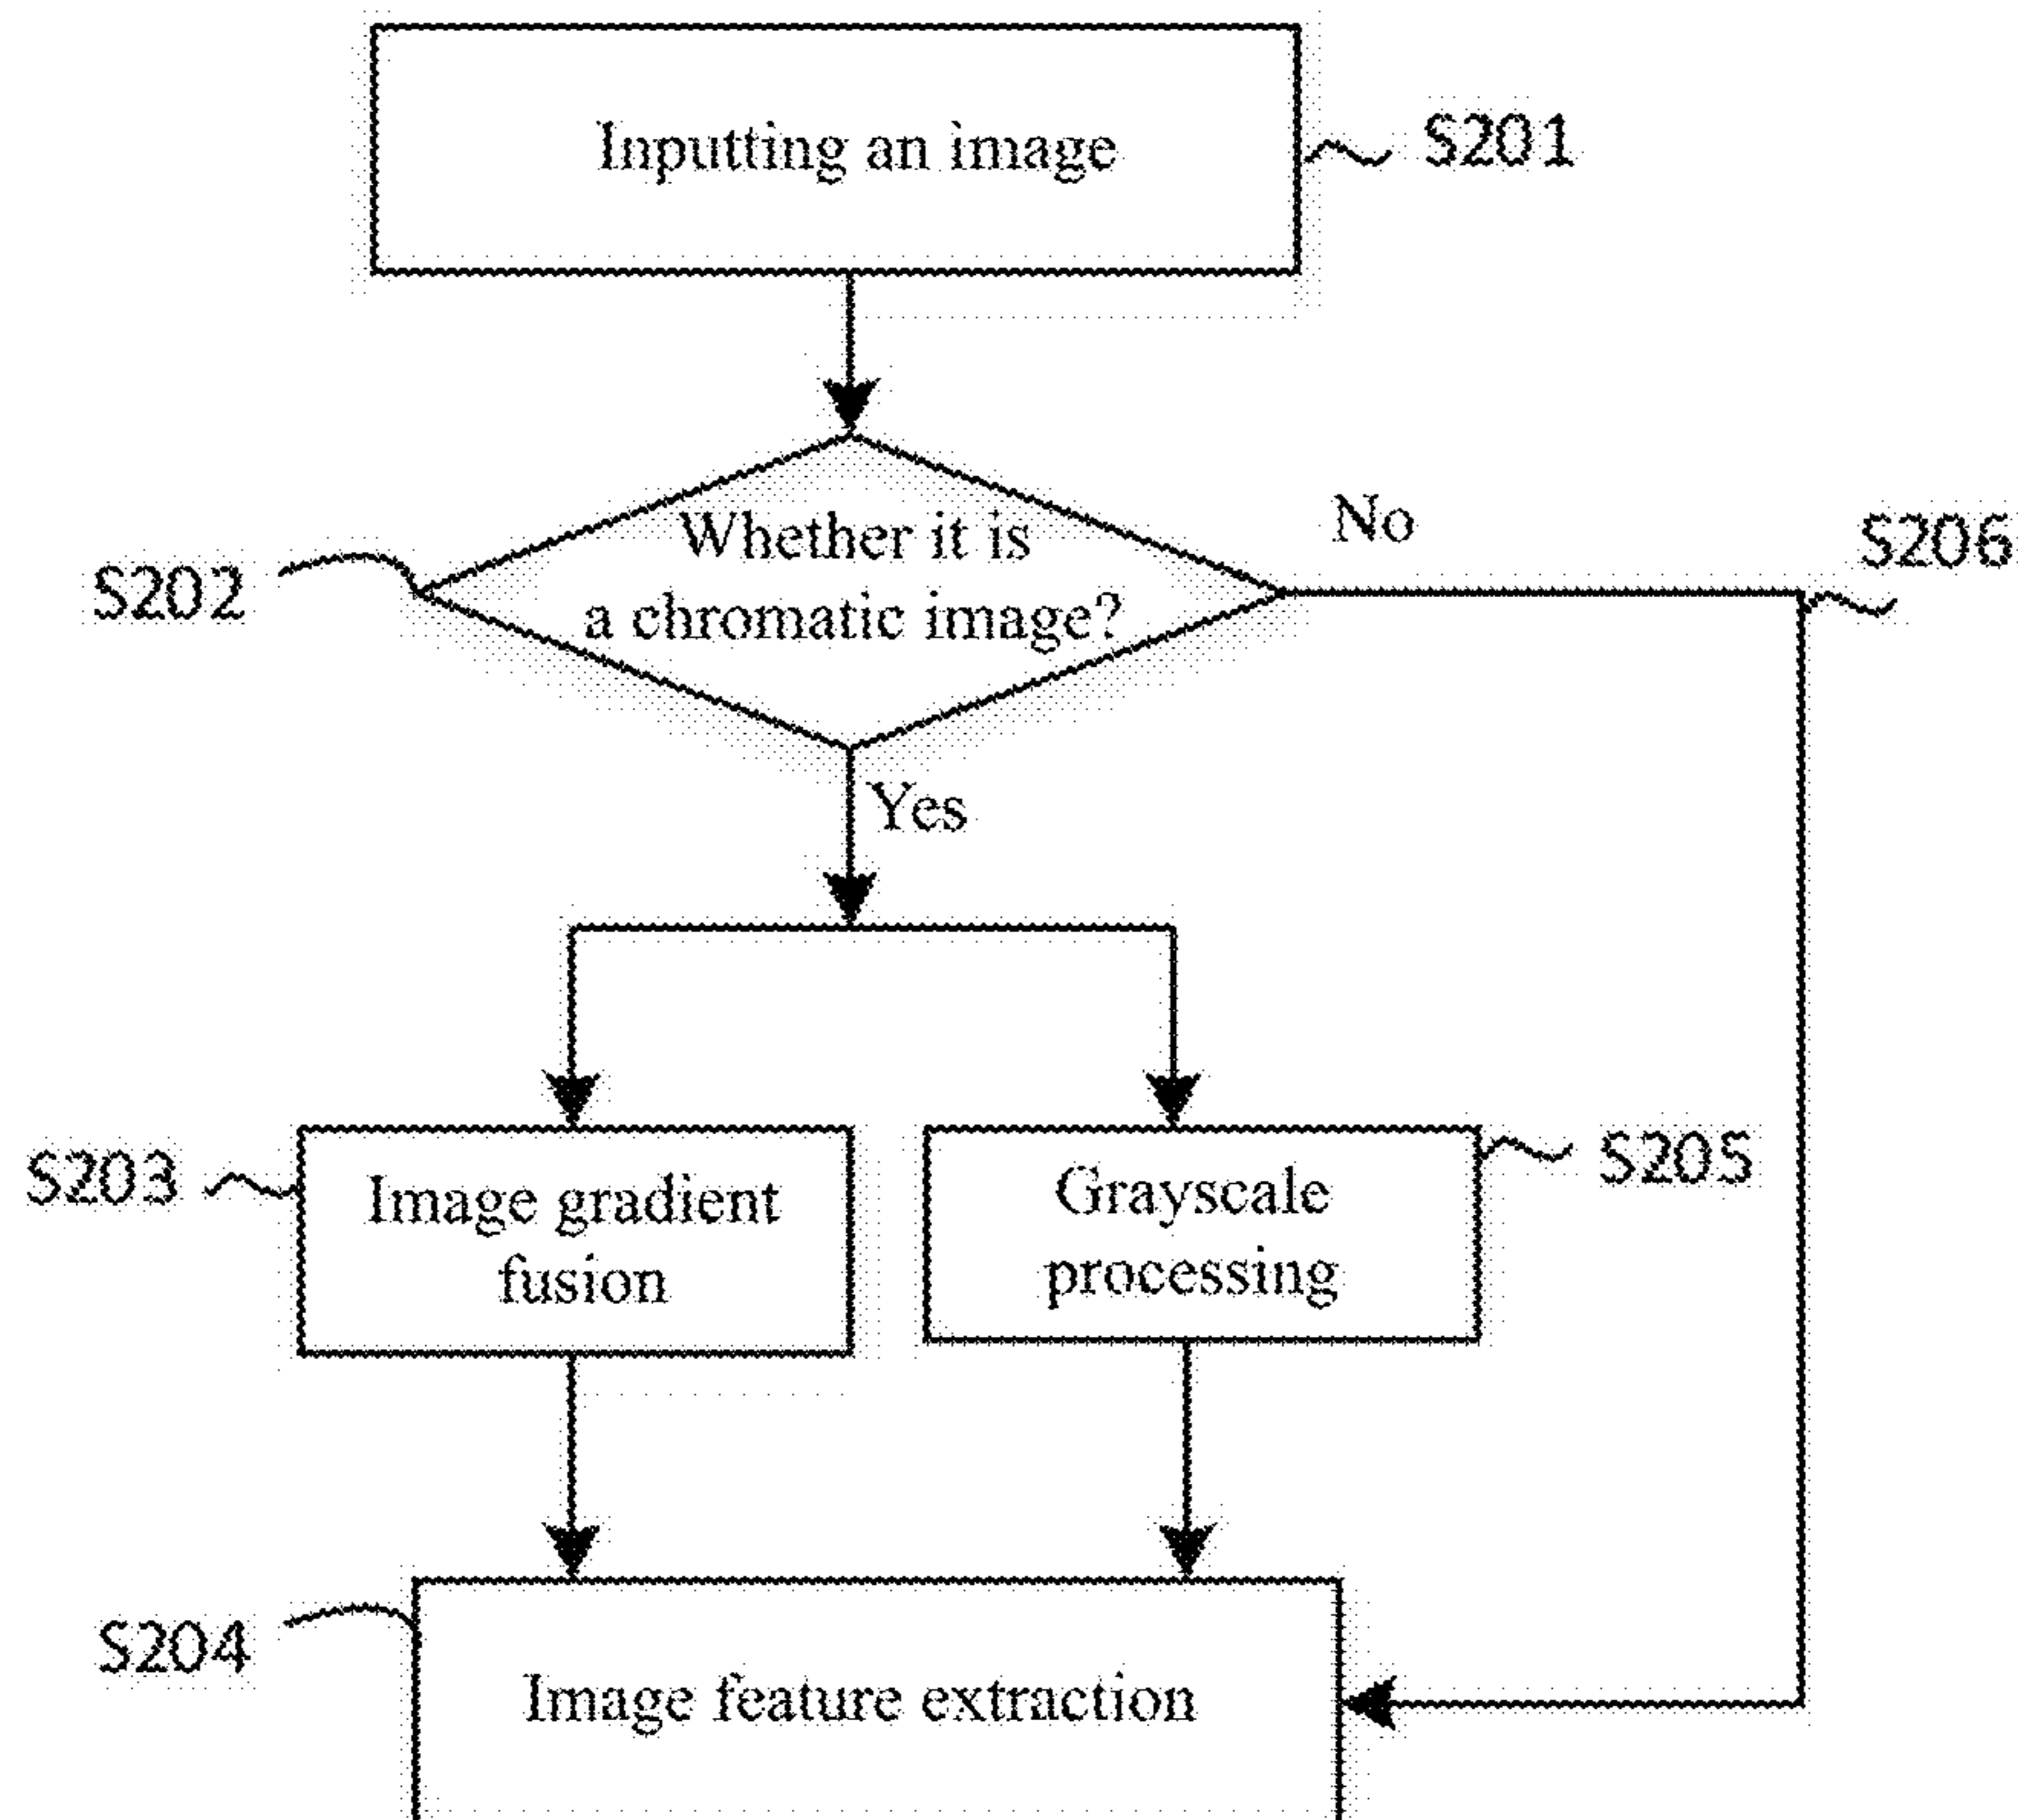 Inputting an image
S201
Whether it is
a chromatic image?
S202
No
S206
Yes
S203
Image gradient
fusion
Grayscale
processing
S205
S204
Image feature extraction